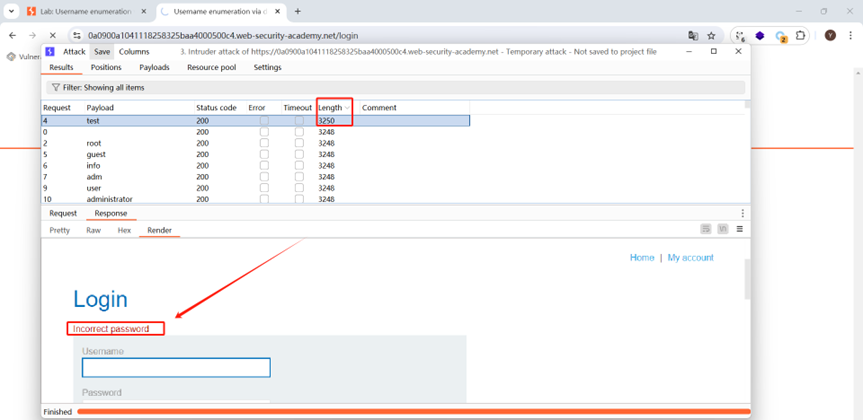 Lab: Username enumeration
Username enumeration via d
0a0900a1041118258325baa4000500c4.web-security-academy.net/login
Vulner
Attack Save Columns
3. Intruder attack of https://0a0900a1041118258325baa4000500c4.web-security-academy.net - Temporary attack - Not saved to project file
Results Positions Payloads Resource pool Settings
Filter: Showing all items
Request Payload Status code Error Timeout Length Comment
4 test 200 3250
0 200 3248
2 root 200 3248
5 guest 200 3248
6 info 200 3248
7 adm 200 3248
9 user 200 3248
10 administrator 200 3248
Request Response
Pretty Raw Hex Render
Home | My account
Login
Incorrect password
Username
Password
Finished